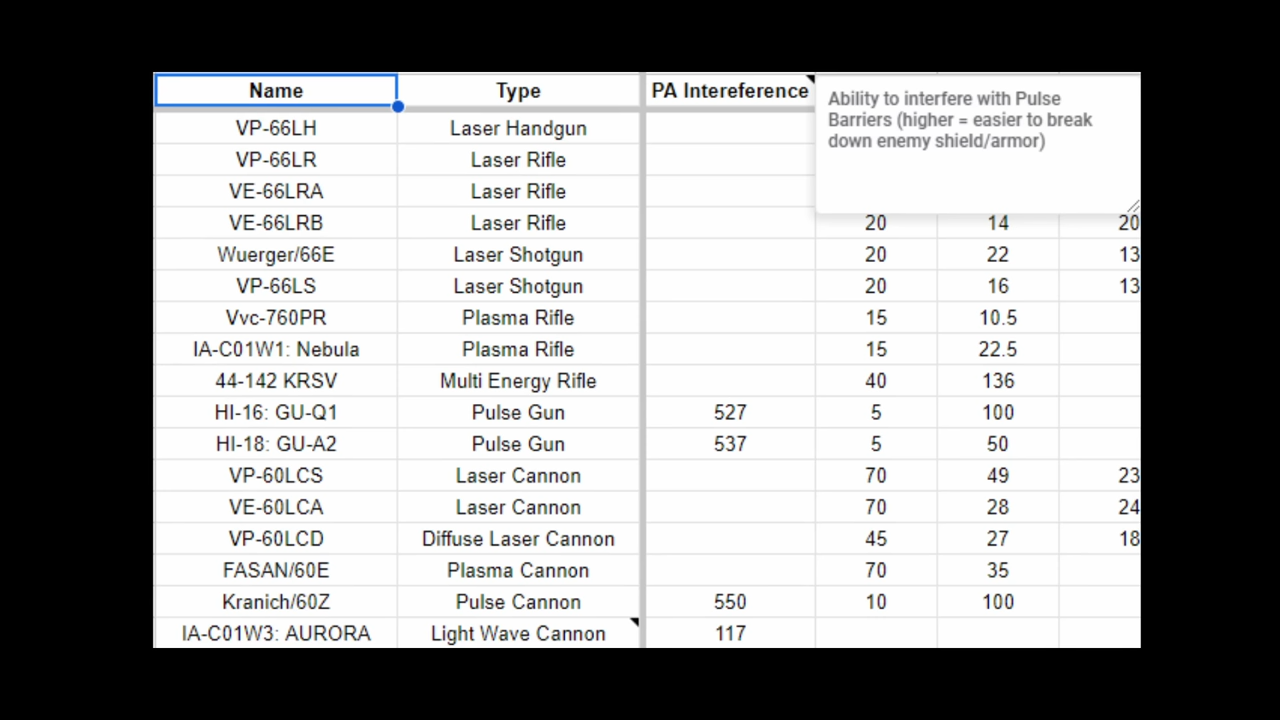 Name Type PA Intereference
Ability to interfere with Pulse
Barriers (higher = easier to break
down enemy shield/armor)
VP-66LH Laser Handgun
VP-66LR Laser Rifle
VE-66LRA Laser Rifle
VE-66LRB Laser Rifle 20 14 20
Wuerger/66E Laser Shotgun 20 22 13
VP-66LS Laser Shotgun 20 16 13
Vvc-760PR Plasma Rifle 15 10.5
IA-C01W1: Nebula Plasma Rifle 15 22.5
44-142 KRSV Multi Energy Rifle 40 136
HI-16: GU-Q1 Pulse Gun 527 5 100
HI-18: GU-A2 Pulse Gun 537 5 50
VP-60LCS Laser Cannon 70 49 23
VE-60LCA Laser Cannon 70 28 24
VP-60LCD Diffuse Laser Cannon 45 27 18
FASAN/60E Plasma Cannon 70 35
Kranich/60Z Pulse Cannon 550 10 100
IA-C01W3: AURORA Light Wave Cannon 117